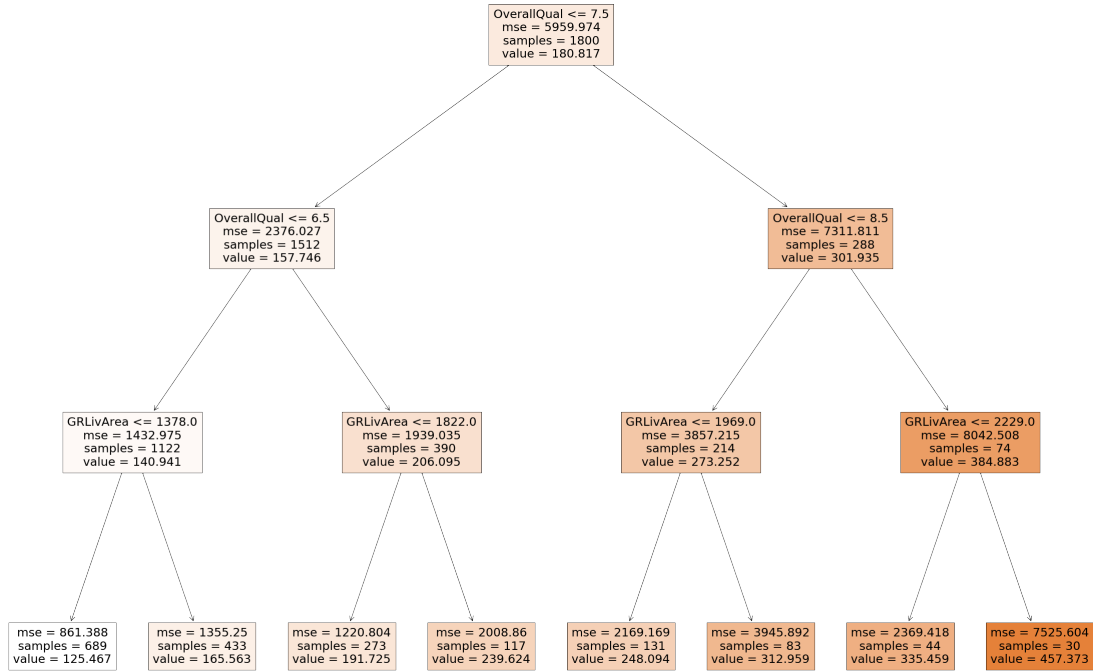 OverallQual <= 7.5
mse = 5959.974
samples = 1800
value = 180.817
OverallQual <= 6.5
mse = 2376.027
samples = 1512
value = 157.746
OverallQual <= 8.5
mse = 7311.811
samples = 288
value = 301.935
GRLivArea <= 1378.0
mse = 1432.975
samples = 1122
value = 140.941
GRLivArea <= 1822.0
mse = 1939.035
samples = 390
value = 206.095
GRLivArea <= 1969.0
mse = 3857.215
samples = 214
value = 273.252
GRLivArea <= 2229.0
mse = 8042.508
samples = 74
value = 384.883
mse = 861.388
samples = 689
value = 125.467
mse = 1355.25
samples = 433
value = 165.563
mse = 1220.804
samples = 273
value = 191.725
mse = 2008.86
samples = 117
value = 239.624
mse = 2169.169
samples = 131
value = 248.094
mse = 3945.892
samples = 83
value = 312.959
mse = 2369.418
samples = 44
value = 335.459
mse = 7525.604
samples = 30
value = 457.373